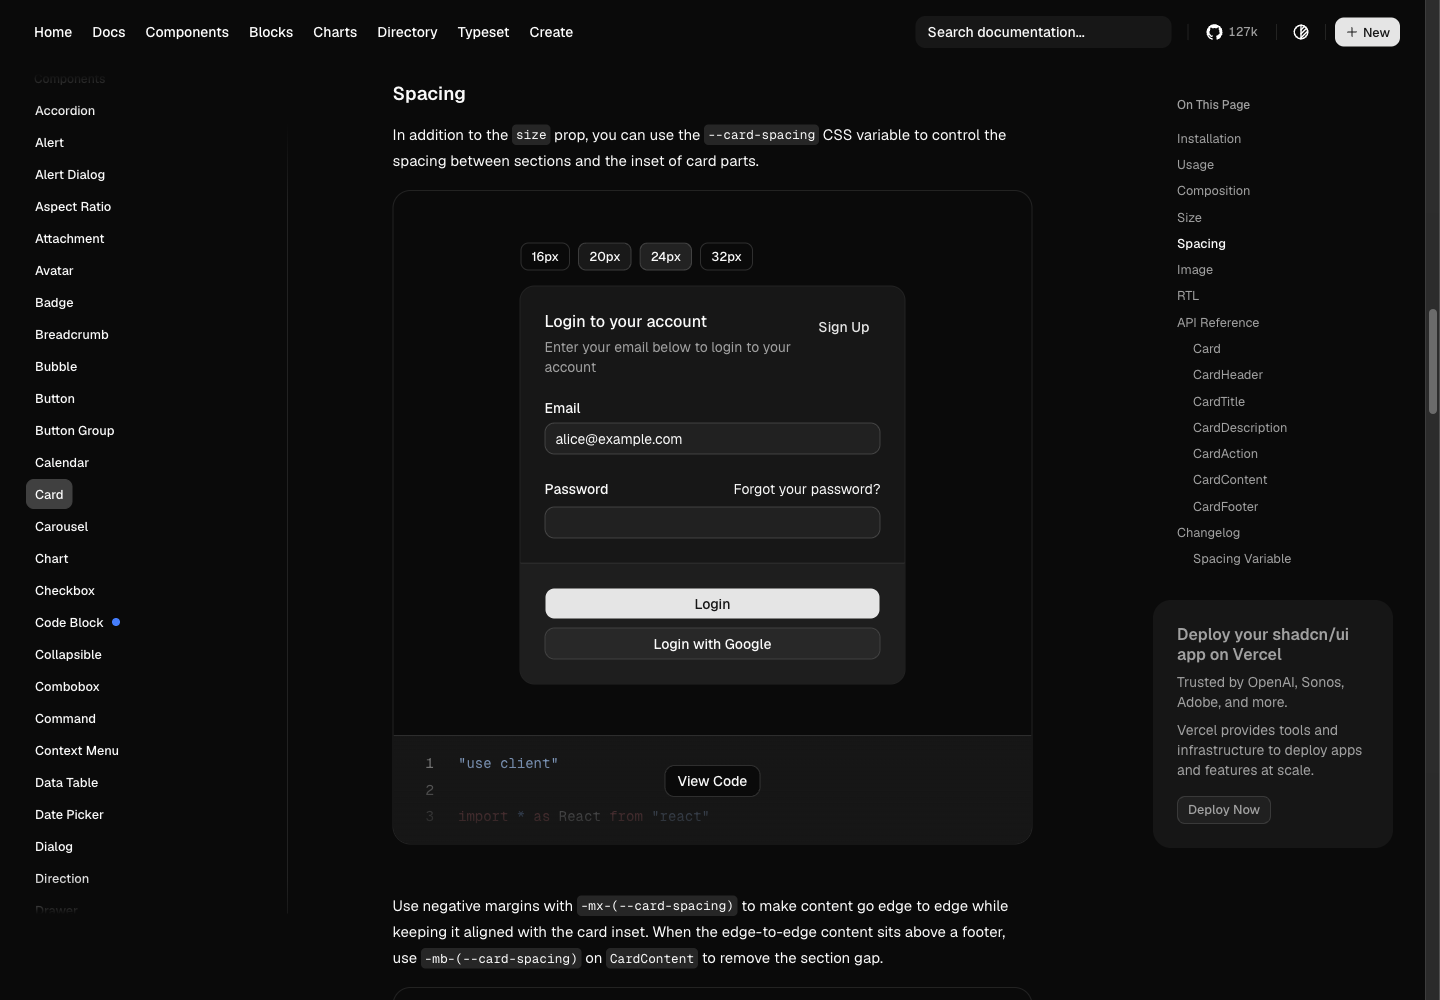 Home Docs Components Blocks Charts Directory Typeset Create
Search documentation...
127k
New
Components
Accordion
Alert
Alert Dialog
Aspect Ratio
Attachment
Avatar
Badge
Breadcrumb
Bubble
Button
Button Group
Calendar
Card
Carousel
Chart
Checkbox
Code Block
Collapsible
Combobox
Command
Context Menu
Data Table
Date Picker
Dialog
Direction
Drawer
Spacing
In addition to the size prop, you can use the --card-spacing CSS variable to control the
spacing between sections and the inset of card parts.
16px 20px 24px 32px
Login to your account
Sign Up
Enter your email below to login to your
account
Email
alice@example.com
Password Forgot your password?
Login
Login with Google
1 "use client"
2
3 import * as React from "react"
View Code
Use negative margins with -mx-(--card-spacing) to make content go edge to edge while
keeping it aligned with the card inset. When the edge-to-edge content sits above a footer,
use -mb-(--card-spacing) on CardContent to remove the section gap.
On This Page
Installation
Usage
Composition
Size
Spacing
Image
RTL
API Reference
Card
CardHeader
CardTitle
CardDescription
CardAction
CardContent
CardFooter
Changelog
Spacing Variable
Deploy your shadcn/ui
app on Vercel
Trusted by OpenAI, Sonos,
Adobe, and more.
Vercel provides tools and
infrastructure to deploy apps
and features at scale.
Deploy Now